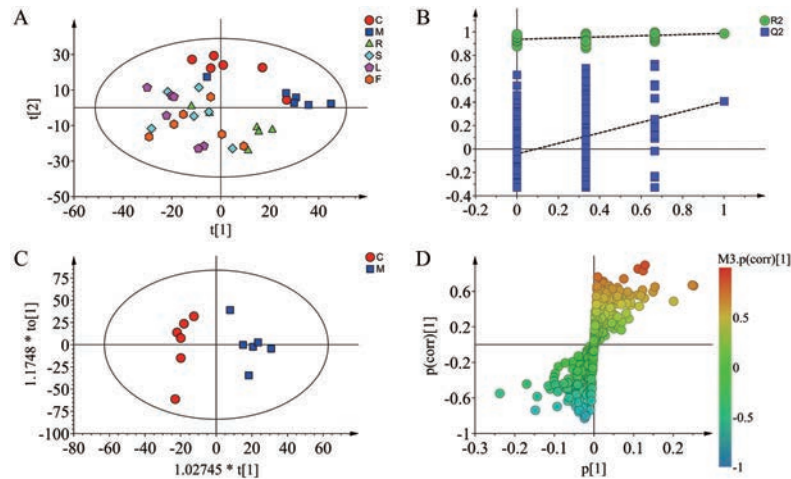 A
C
M
R
S
L
F
t[2]
30
10
-10
-30
-50
-60
-40
-20
0
20
40
t[1]
B
R2
Q2
1.2
1
0.8
0.6
0.4
0.2
0
-0.2
-0.4
-0.2
0
0.2
0.4
0.6
0.8
1.0
C
C
M
1.1748 * to[1]
75
50
25
0
-25
-50
-75
-100
-80
-60
-40
-20
0
20
40
60
1.02745 * t[1]
D
M3.p(corr)[1]
p(corr)[1]
0.6
0.2
-0.2
-0.6
-1
-0.3
-0.2
-0.1
0
0.1
0.2
p[1]
1
0.5
0
-0.5
-1